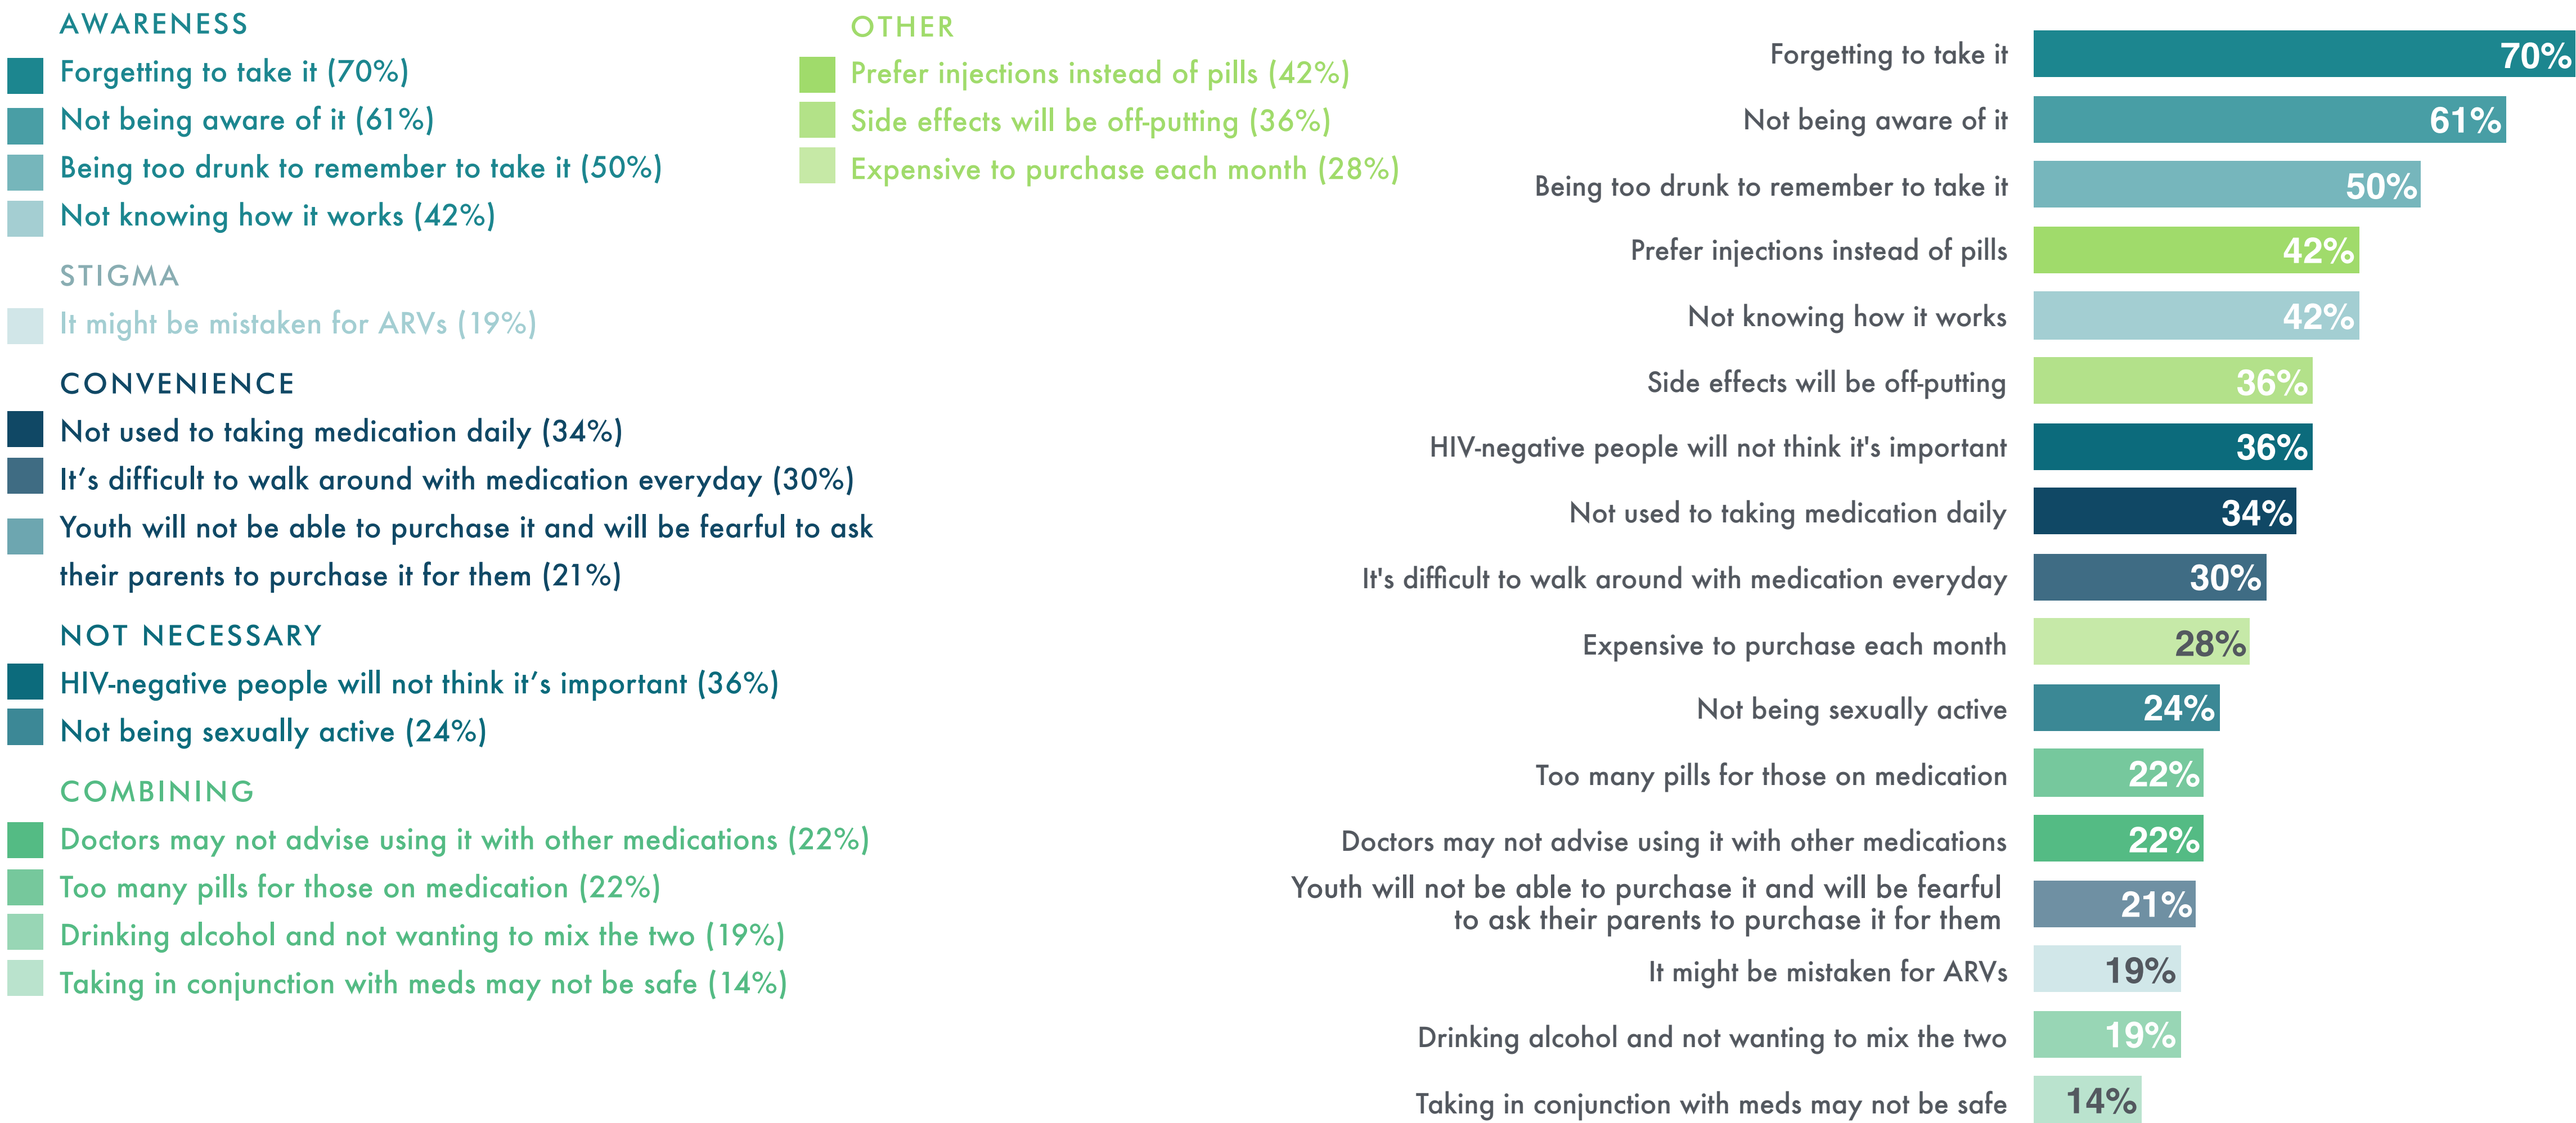 AWARENESS
Forgetting to take it (70%)
Not being aware of it (61%)
Being too drunk to remember to take it (50%)
Not knowing how it works (42%)
STIGMA
It might be mistaken for ARVs (19%)
CONVENIENCE
Not used to taking medication daily (34%)
It’s difficult to walk around with medication everyday (30%)
Youth will not be able to purchase it and will be fearful to ask
their parents to purchase it for them (21%)
NOT NECESSARY
HIV-negative people will not think it’s important (36%)
Not being sexually active (24%)
COMBINING
Doctors may not advise using it with other medications (22%)
Too many pills for those on medication (22%)
Drinking alcohol and not wanting to mix the two (19%)
Taking in conjunction with meds may not be safe (14%)
OTHER
Prefer injections instead of pills (42%)
Side effects will be off-putting (36%)
Expensive to purchase each month (28%)
Forgetting to take it 70%
Not being aware of it 61%
Being too drunk to remember to take it 50%
Prefer injections instead of pills 42%
Not knowing how it works 42%
Side effects will be off-putting 36%
HIV-negative people will not think it's important 36%
Not used to taking medication daily 34%
It's difficult to walk around with medication everyday 30%
Expensive to purchase each month 28%
Not being sexually active 24%
Too many pills for those on medication 22%
Doctors may not advise using it with other medications 22%
Youth will not be able to purchase it and will be fearful
to ask their parents to purchase it for them 21%
It might be mistaken for ARVs 19%
Drinking alcohol and not wanting to mix the two 19%
Taking in conjunction with meds may not be safe 14%